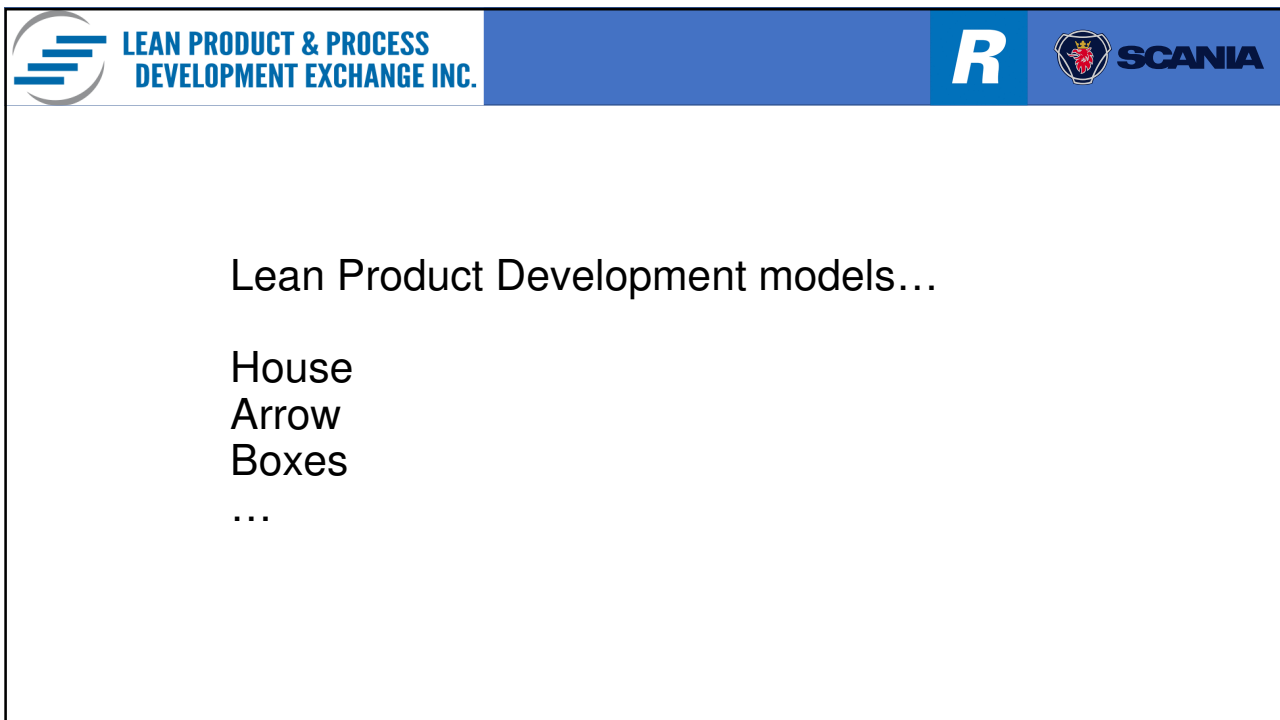 LEAN PRODUCT & PROCESS
DEVELOPMENT EXCHANGE INC.
R
SCANIA
Lean Product Development models…
House
Arrow
Boxes
…